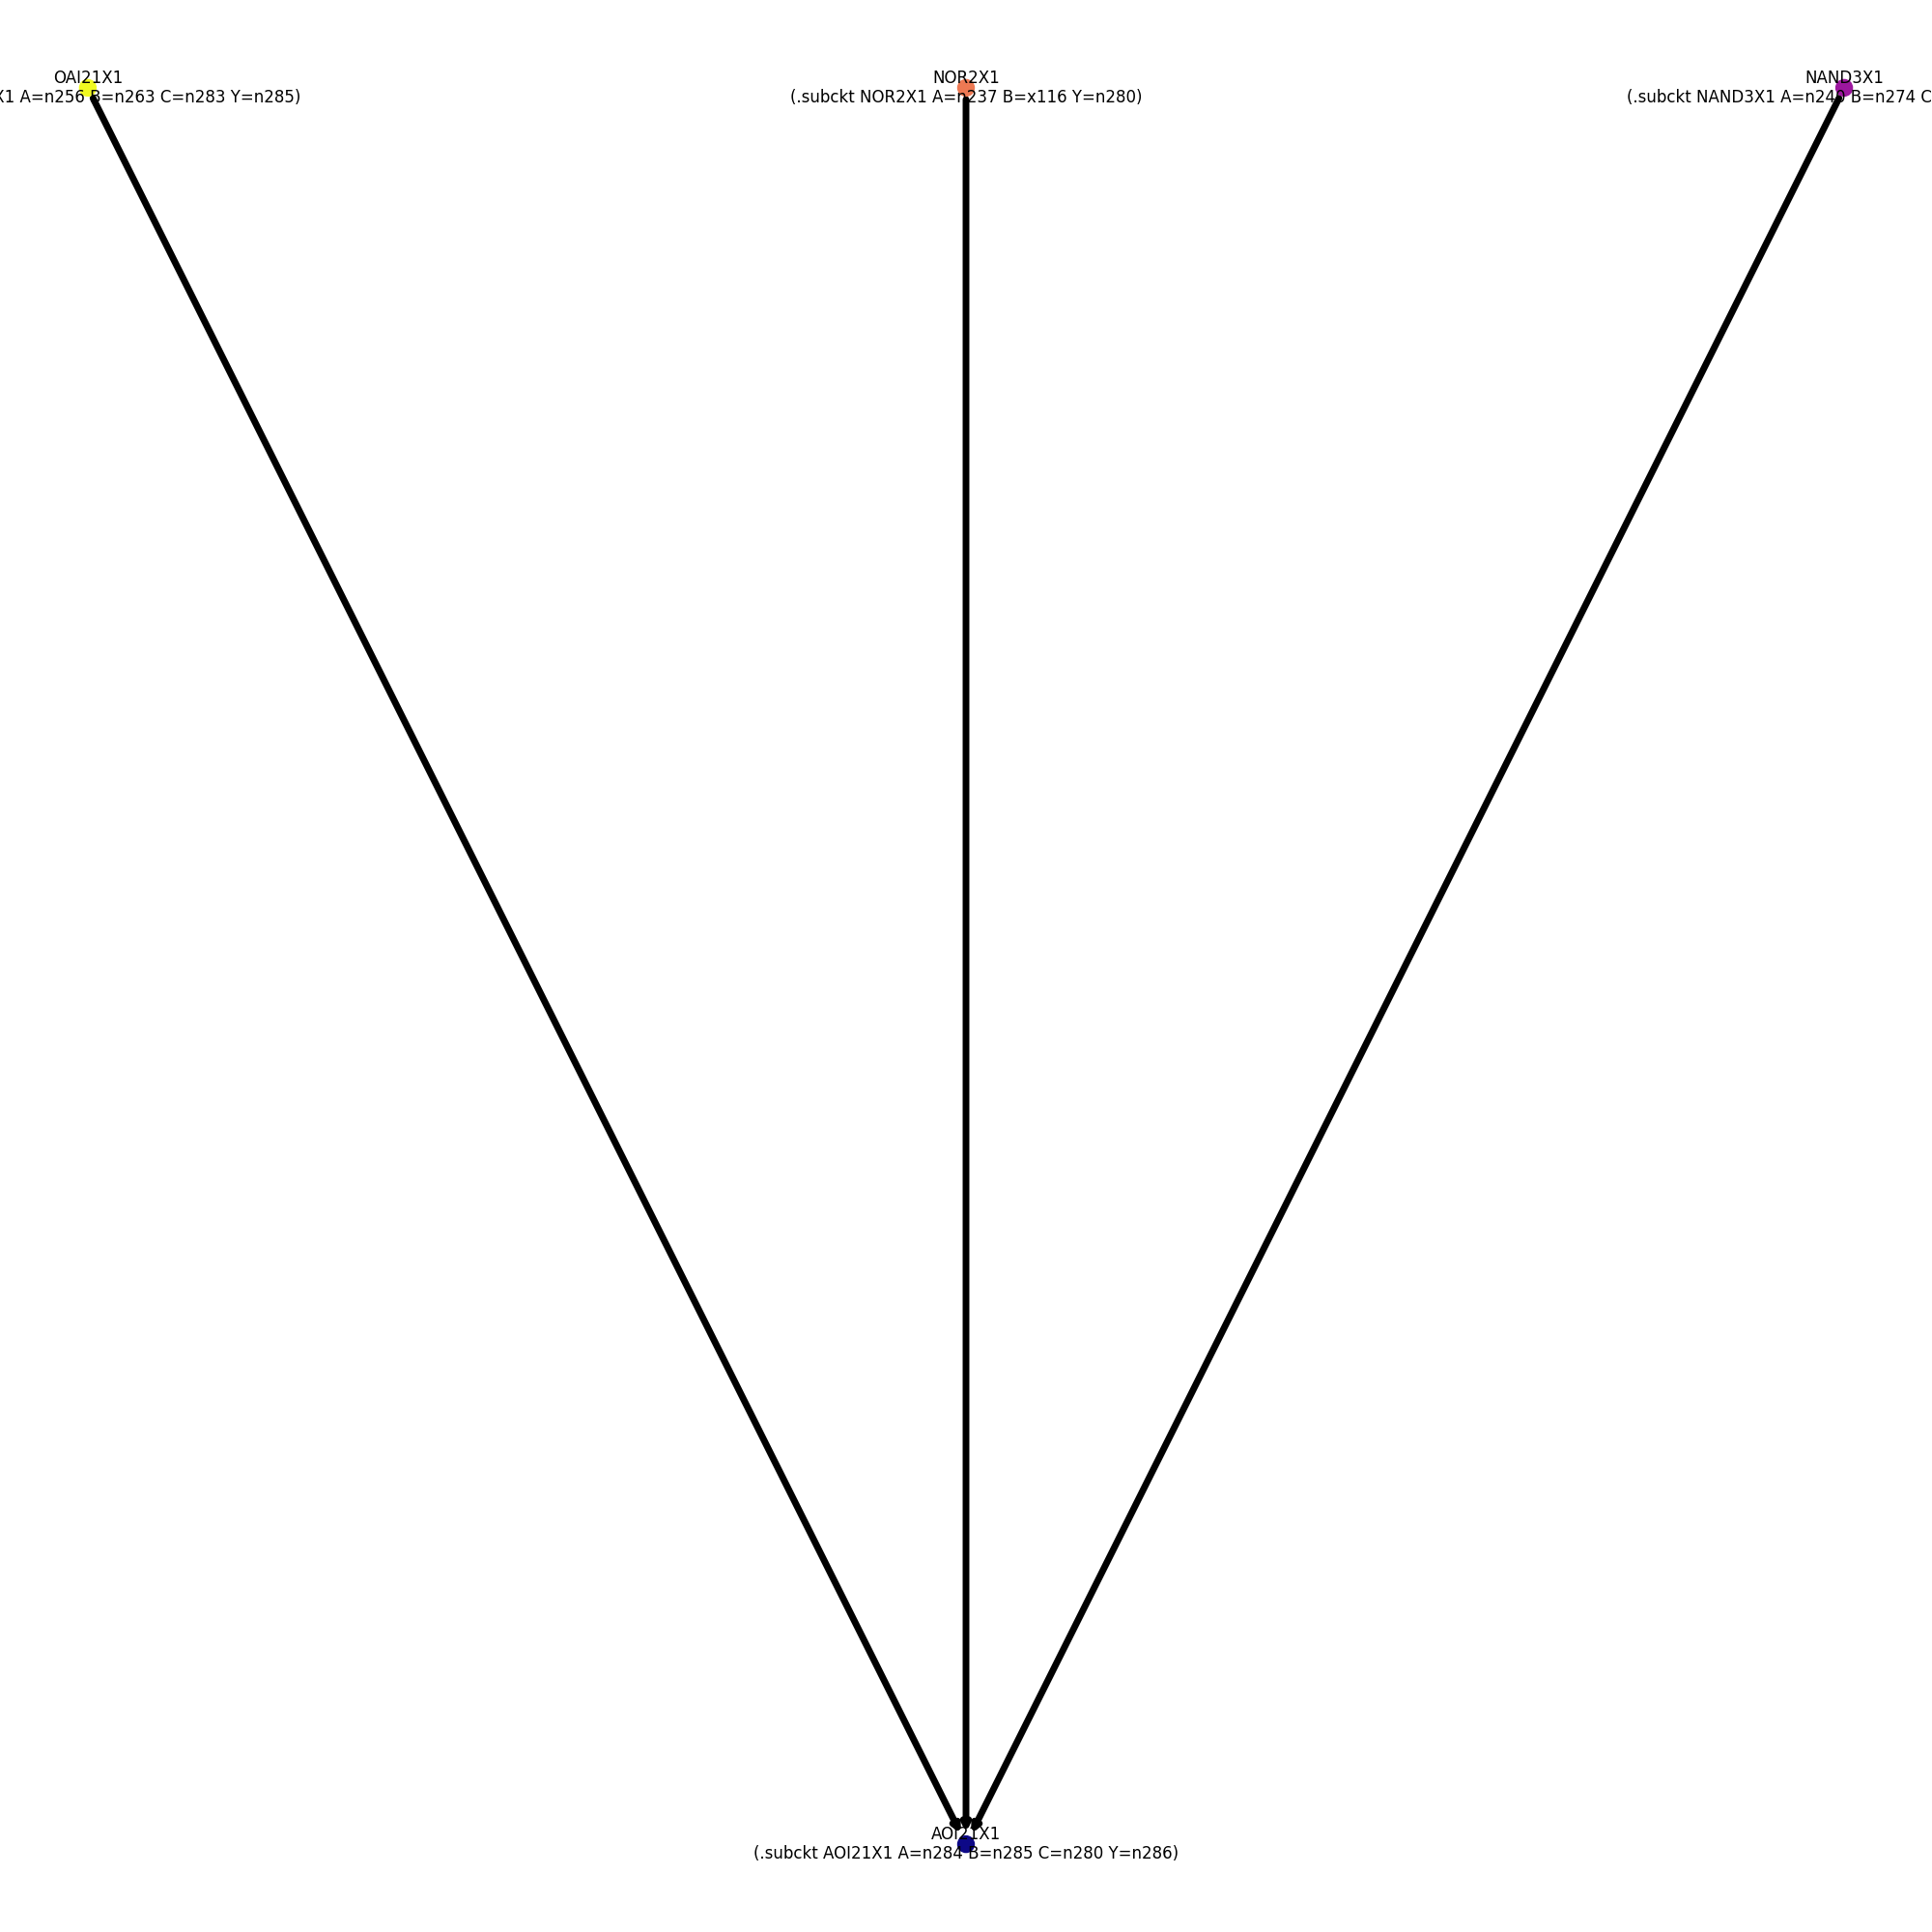 OAI21X1
X1 A=n256 B=n263 C=n283 Y=n285)
NOR2X1
(.subckt NOR2X1 A=n237 B=x116 Y=n280)
NAND3X1
(.subckt NAND3X1 A=n249 B=n274 C
AOI21X1
(.subckt AOI21X1 A=n284 B=n285 C=n280 Y=n286)